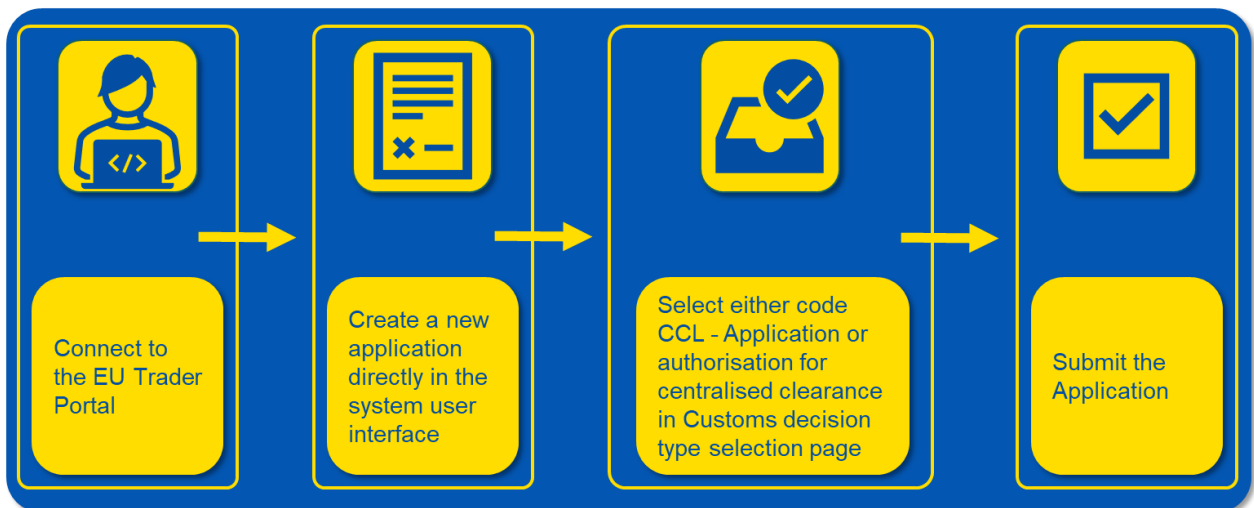 Connect to
the EU Trader
Portal
Create a new
application
directly in the
system user
interface
Select either code
CCL - Application or
authorisation for
centralised clearance
in Customs decision
type selection page
Submit the
Application